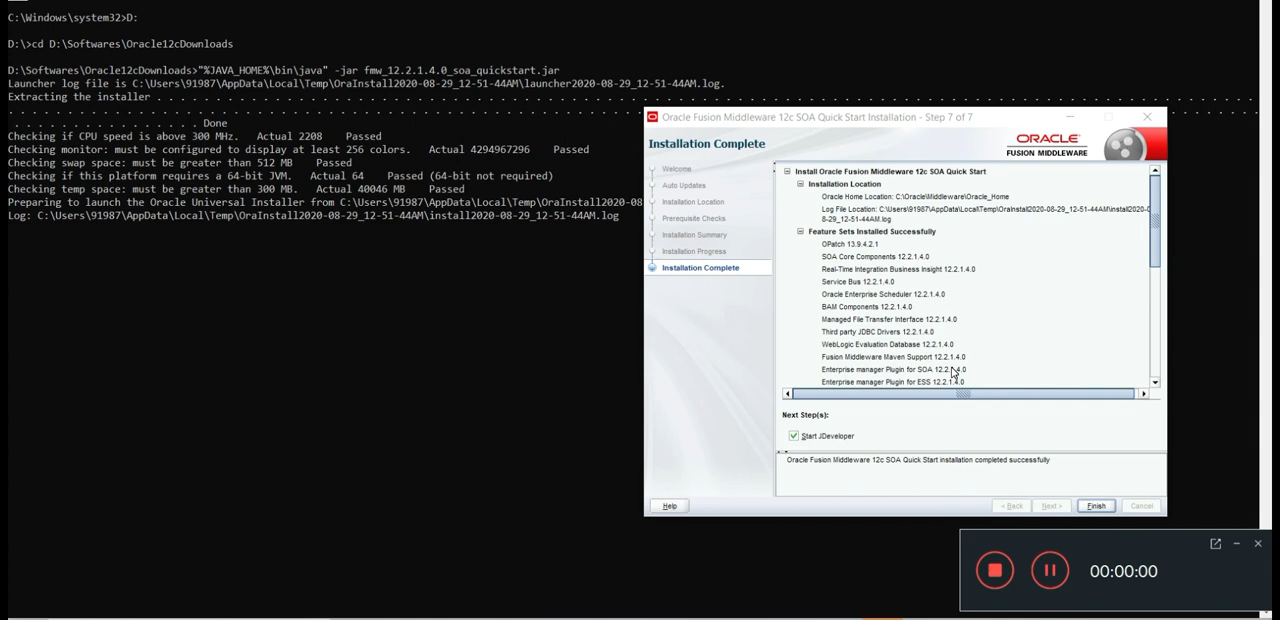 C:\Windows\system32>D:
D:\>cd D:\Softwares\Oracle12cDownloads
D:\Softwares\Oracle12cDownloads>"%JAVA_HOME%\bin\java" -jar fmw_12.2.1.4.0_soa_quickstart.jar
Launcher log file is C:\Users\91987\AppData\Local\Temp\OraInstall2020-08-29_12-51-44AM\launcher2020-08-29_12-51-44AM.log.
Extracting the installer . . . . . . . . . . . . . . . . . . . . . . . . . . . . . . . . . . . . . . . . . . . . . . . . . . . . . . . . . . . . . . . . . . . . . . . . . . . . . . . . . . . .
. . . . . . . . . . . . . . . . . . Done
Checking if CPU speed is above 300 MHz.   Actual 2208    Passed
Checking monitor: must be configured to display at least 256 colors.   Actual 4294967296    Passed
Checking swap space: must be greater than 512 MB    Passed
Checking if this platform requires a 64-bit JVM.   Actual 64    Passed (64-bit not required)
Checking temp space: must be greater than 300 MB.   Actual 40046 MB    Passed
Preparing to launch the Oracle Universal Installer from C:\Users\91987\AppData\Local\Temp\OraInstall2020-08
Log: C:\Users\91987\AppData\Local\Temp\OraInstall2020-08-29_12-51-44AM\install2020-08-29_12-51-44AM.log
Oracle Fusion Middleware 12c SOA Quick Start Installation - Step 7 of 7
Installation Complete
ORACLE
FUSION MIDDLEWARE
Welcome
Auto Updates
Installation Location
Prerequisite Checks
Installation Summary
Installation Progress
Installation Complete
Install Oracle Fusion Middleware 12c SOA Quick Start
Installation Location
Oracle Home Location: C:\Oracle\Middleware\Oracle_Home
Log File Location: C:\Users\91987\AppData\Local\Temp\OraInstall2020-08-29_12-51-44AM\install2020-0
8-29_12-51-44AM.log
Feature Sets Installed Successfully
OPatch 13.9.4.2.1
SOA Core Components 12.2.1.4.0
Real-Time Integration Business Insight 12.2.1.4.0
Service Bus 12.2.1.4.0
Oracle Enterprise Scheduler 12.2.1.4.0
BAM Components 12.2.1.4.0
Managed File Transfer Interface 12.2.1.4.0
Third party JDBC Drivers 12.2.1.4.0
WebLogic Evaluation Database 12.2.1.4.0
Fusion Middleware Maven Support 12.2.1.4.0
Enterprise manager Plugin for SOA 12.2.1.4.0
Enterprise manager Plugin for ESS 12.2.1.4.0
Next Step(s):
Start JDeveloper
Oracle Fusion Middleware 12c SOA Quick Start installation completed successfully
Help
< Back
Next >
Finish
Cancel
00:00:00